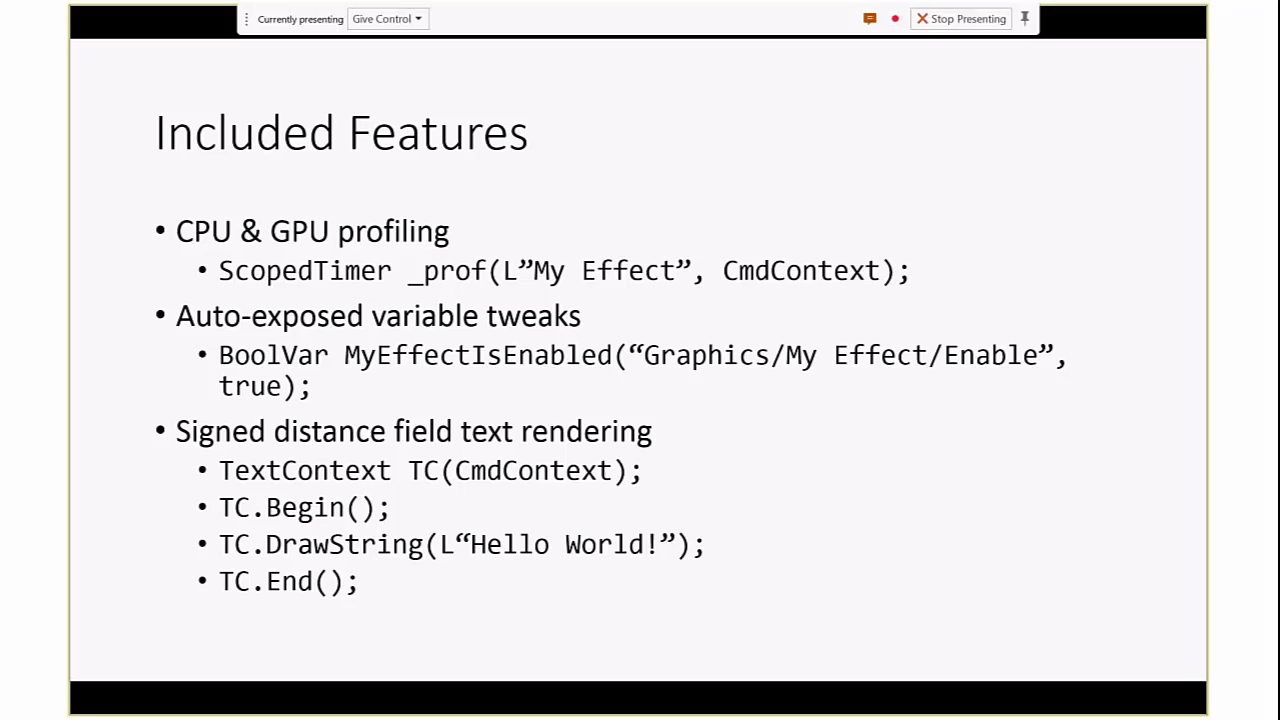 Currently presenting Give Control Stop Presenting
Included Features
• CPU & GPU profiling
• ScopedTimer _prof(L”My Effect”, CmdContext);
• Auto-exposed variable tweaks
• BoolVar MyEffectIsEnabled(“Graphics/My Effect/Enable”,
true);
• Signed distance field text rendering
• TextContext TC(CmdContext);
• TC.Begin();
• TC.DrawString(L“Hello World!”);
• TC.End();